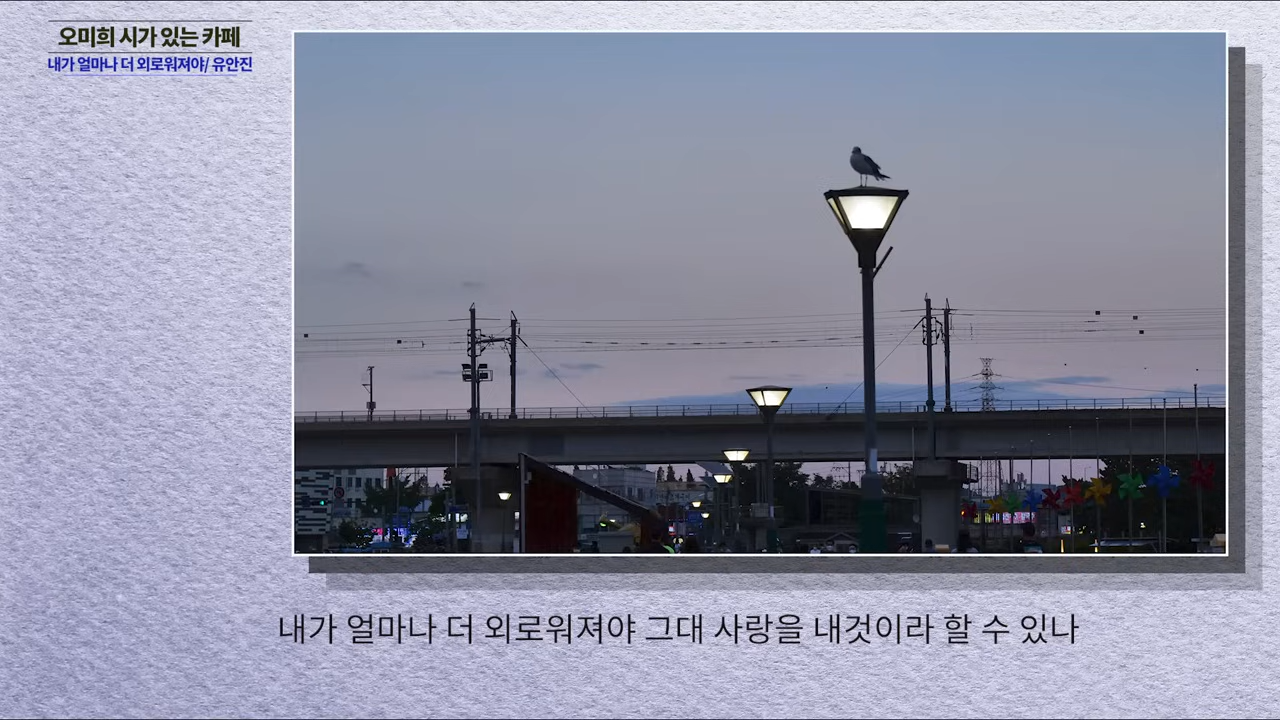 오미희 시가 있는 카페
내가 얼마나 더 외로워져야/ 유안진
내가 얼마나 더 외로워져야 그대 사랑을 내것이라 할 수 있나